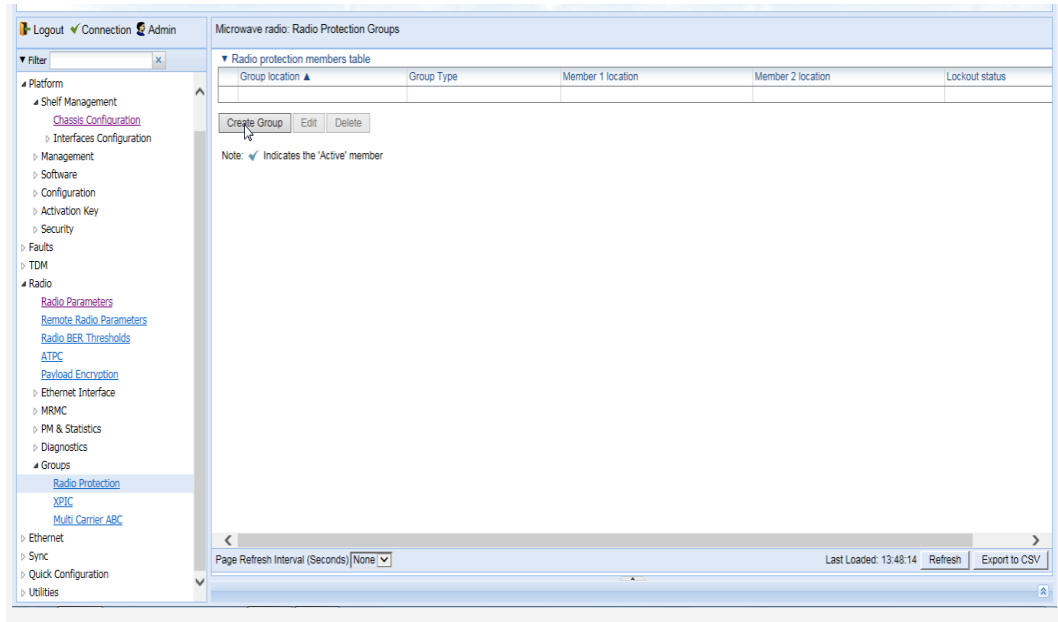 Logout Connection Admin
Microwave radio: Radio Protection Groups
▼ Filter x
▼ Radio protection members table
Group location ▲ Group Type Member 1 location Member 2 location Lockout status
Platform
Shelf Management
Chassis Configuration
Interfaces Configuration
Management
Software
Configuration
Activation Key
Security
Faults
TDM
Radio
Radio Parameters
Remote Radio Parameters
Radio BER Thresholds
ATPC
Payload Encryption
Ethernet Interface
MRMC
PM & Statistics
Diagnostics
Groups
Radio Protection
XPIC
Multi Carrier ABC
Ethernet
Sync
Quick Configuration
Utilities
Create Group Edit Delete
Note: ✓ Indicates the 'Active' member
Page Refresh Interval (Seconds) None Last Loaded: 13:48:14 Refresh Export to CSV